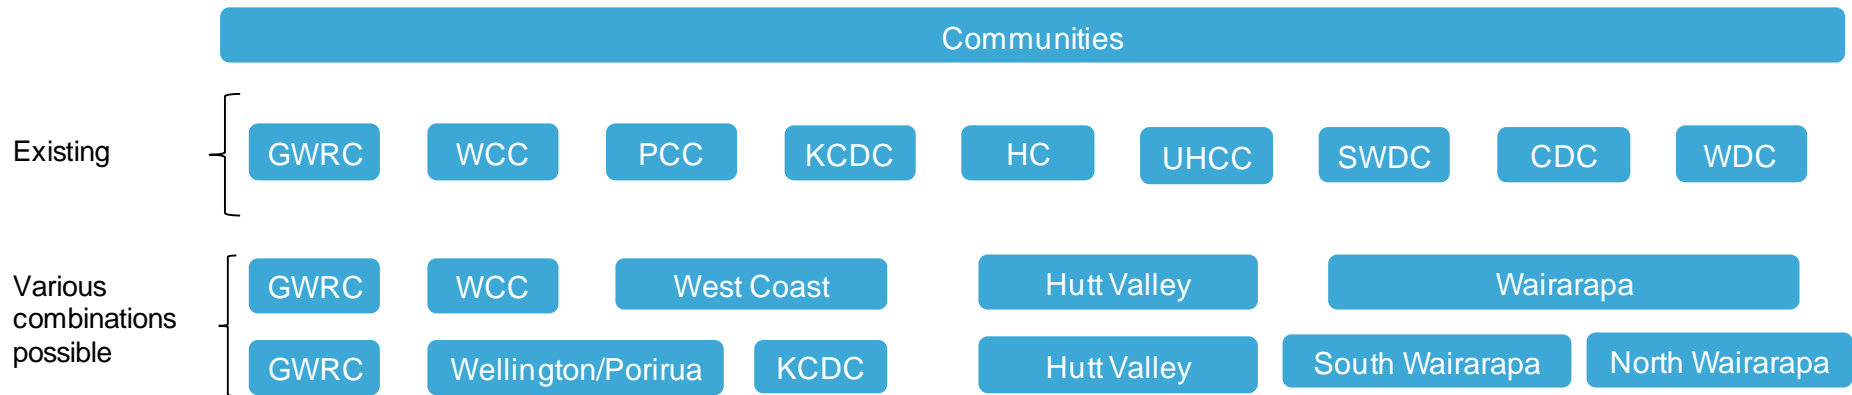 Communities
Existing
GWRC WCC PCC KCDC HC UHCC SWDC CDC WDC
Various
combinations
possible
GWRC WCC West Coast Hutt Valley Wairarapa
GWRC Wellington/Porirua KCDC Hutt Valley South Wairarapa North Wairarapa